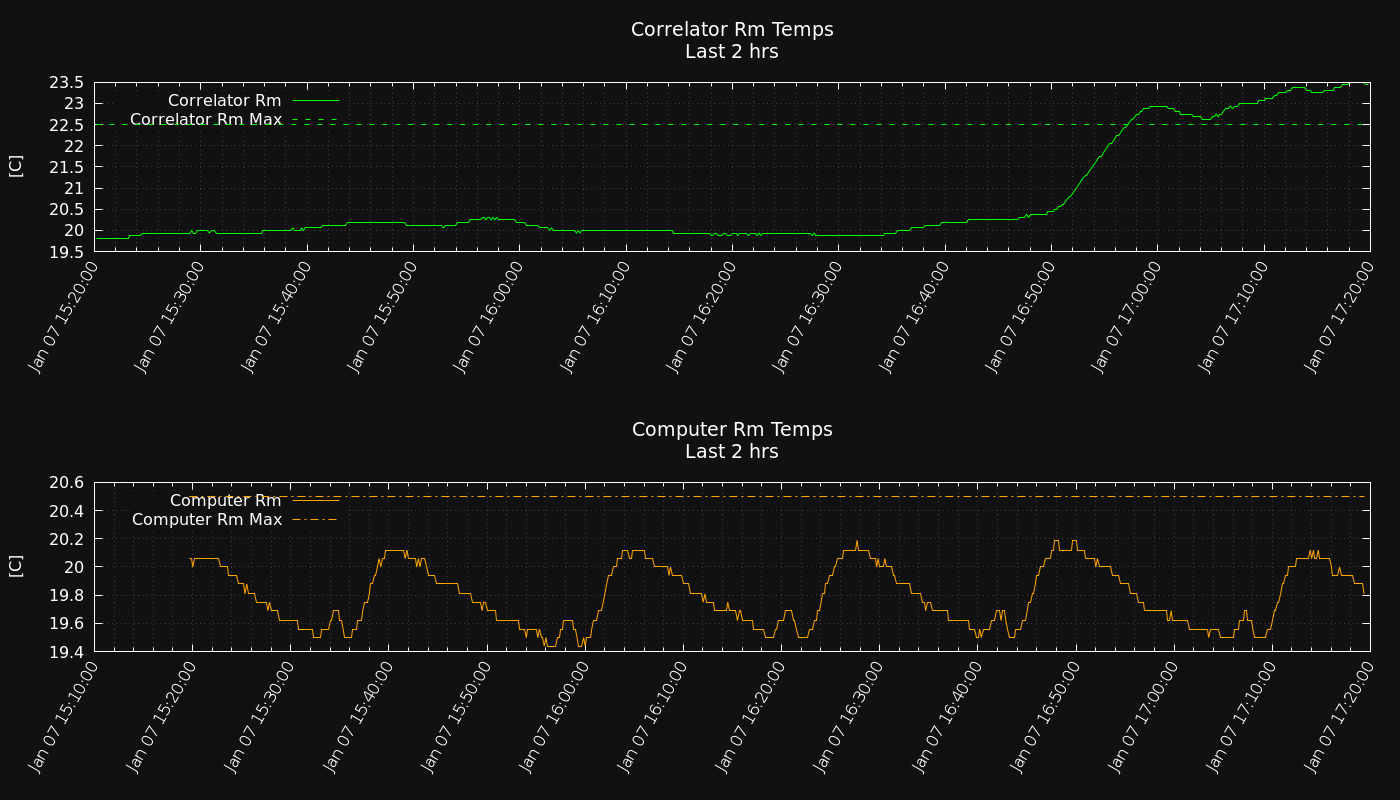 Correlator Rm Temps
Last 2 hrs
[C]
23.5
23
22.5
22
21.5
21
20.5
20
19.5
Correlator Rm
Correlator Rm Max
Jan 07 15:20:00
Jan 07 15:30:00
Jan 07 15:40:00
Jan 07 15:50:00
Jan 07 16:00:00
Jan 07 16:10:00
Jan 07 16:20:00
Jan 07 16:30:00
Jan 07 16:40:00
Jan 07 16:50:00
Jan 07 17:00:00
Jan 07 17:10:00
Jan 07 17:20:00
Computer Rm Temps
Last 2 hrs
[C]
20.6
20.4
20.2
20
19.8
19.6
19.4
Computer Rm
Computer Rm Max
Jan 07 15:10:00
Jan 07 15:20:00
Jan 07 15:30:00
Jan 07 15:40:00
Jan 07 15:50:00
Jan 07 16:00:00
Jan 07 16:10:00
Jan 07 16:20:00
Jan 07 16:30:00
Jan 07 16:40:00
Jan 07 16:50:00
Jan 07 17:00:00
Jan 07 17:10:00
Jan 07 17:20:00